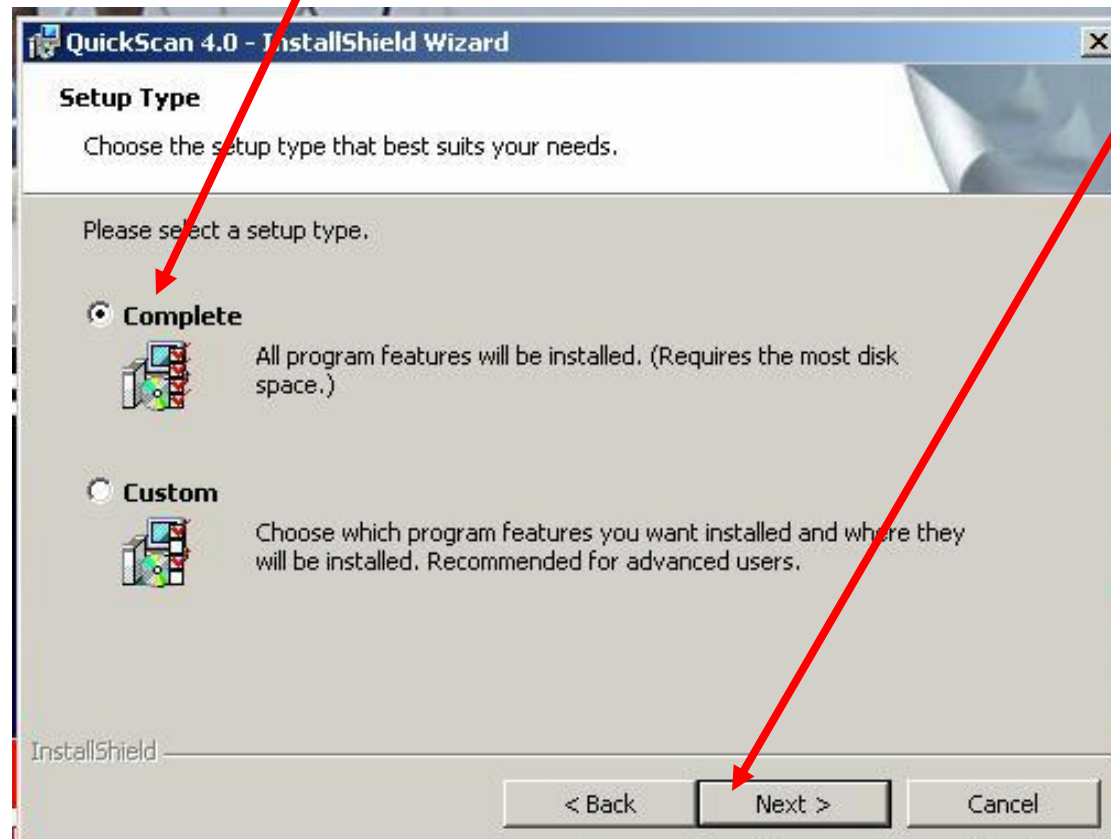 QuickScan 4.0 - InstallShield Wizard
Setup Type
Choose the setup type that best suits your needs.
Please select a setup type.
Complete
All program features will be installed. (Requires the most disk
space.)
Custom
Choose which program features you want installed and where they
will be installed. Recommended for advanced users.
InstallShield
< Back
Next >
Cancel